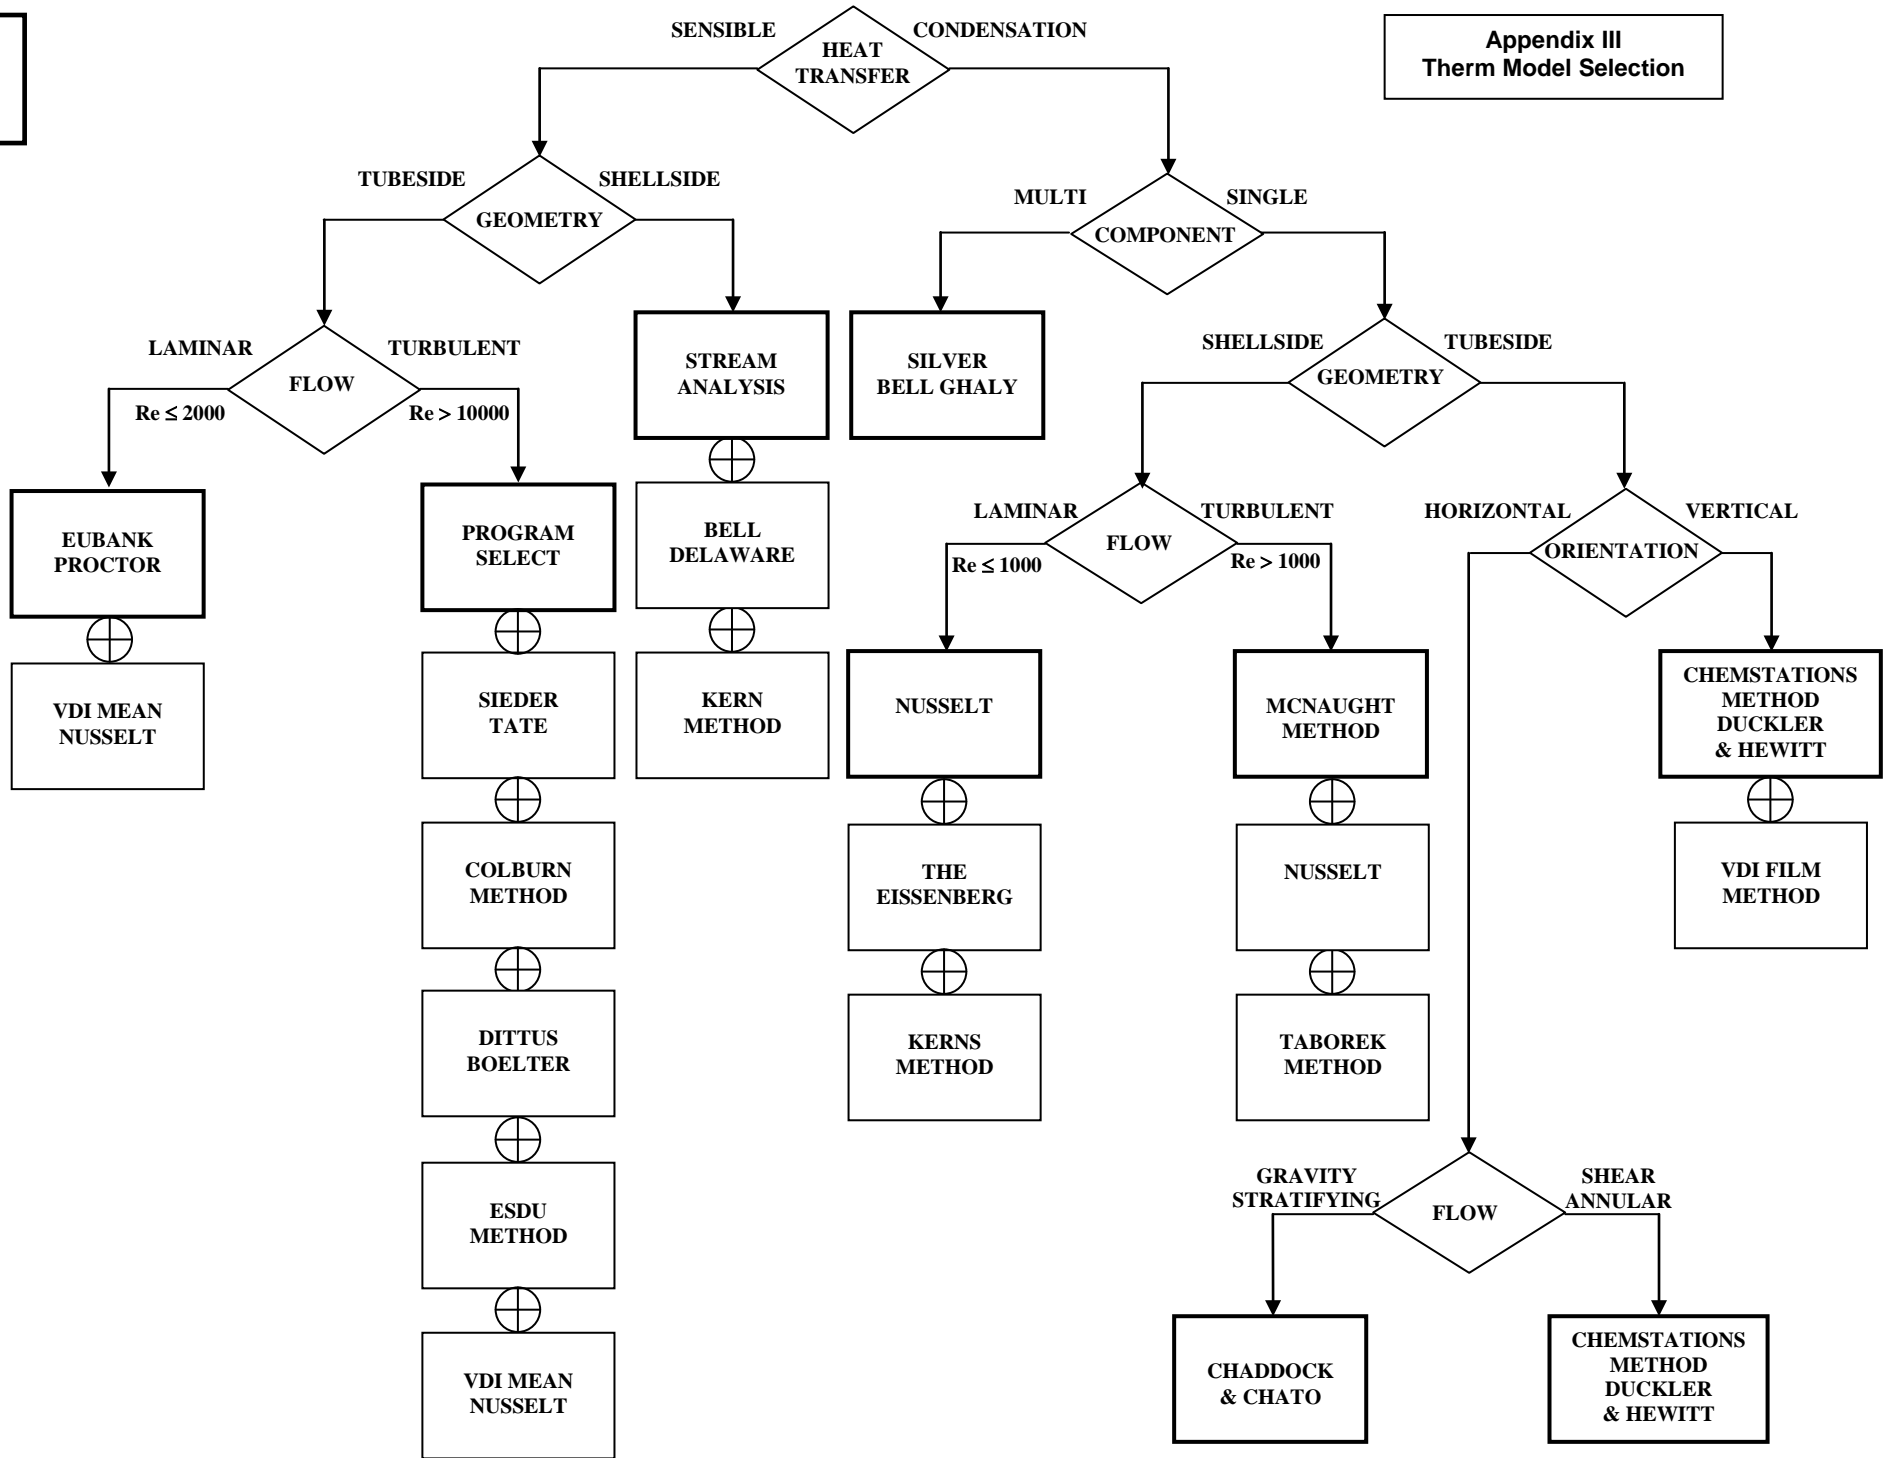 SENSIBLE
CONDENSATION
HEAT
TRANSFER
Appendix III
Therm Model Selection
TUBESIDE
SHELLSIDE
GEOMETRY
MULTI
SINGLE
COMPONENT
LAMINAR
TURBULENT
FLOW
Re ≤ 2000
Re > 10000
STREAM
ANALYSIS
SILVER
BELL GHALY
SHELLSIDE
TUBESIDE
GEOMETRY
EUBANK
PROCTOR
VDI MEAN
NUSSELT
PROGRAM
SELECT
SIEDER
TATE
COLBURN
METHOD
DITTUS
BOELTER
ESDU
METHOD
VDI MEAN
NUSSELT
BELL
DELAWARE
KERN
METHOD
LAMINAR
TURBULENT
FLOW
Re ≤ 1000
Re > 1000
NUSSELT
THE
EISSENBERG
KERNS
METHOD
MCNAUGHT
METHOD
NUSSELT
TABOREK
METHOD
HORIZONTAL
VERTICAL
ORIENTATION
CHEMSTATIONS
METHOD
DUCKLER
& HEWITT
VDI FILM
METHOD
GRAVITY
STRATIFYING
SHEAR
ANNULAR
FLOW
CHADDOCK
& CHATO
CHEMSTATIONS
METHOD
DUCKLER
& HEWITT